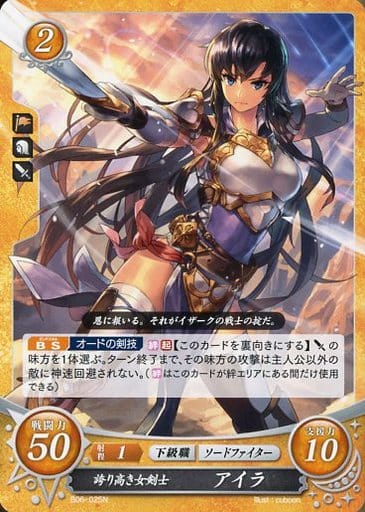 2
恩に報いる。それがイザークの戦士の掟だ。
BS オードの剣技 絆 起【このカードを裏向きにする】の
味方を1体選ぶ。ターン終了まで、その味方の攻撃は主人公以外の
敵に神速回避されない。（絆はこのカードが絆エリアにある間だけ使用
できる）
戦闘力
50
射程 1
下級職
ソードファイター
支援力
10
誇り高き女剣士 アイラ
S06-025N
Illust：cuboon